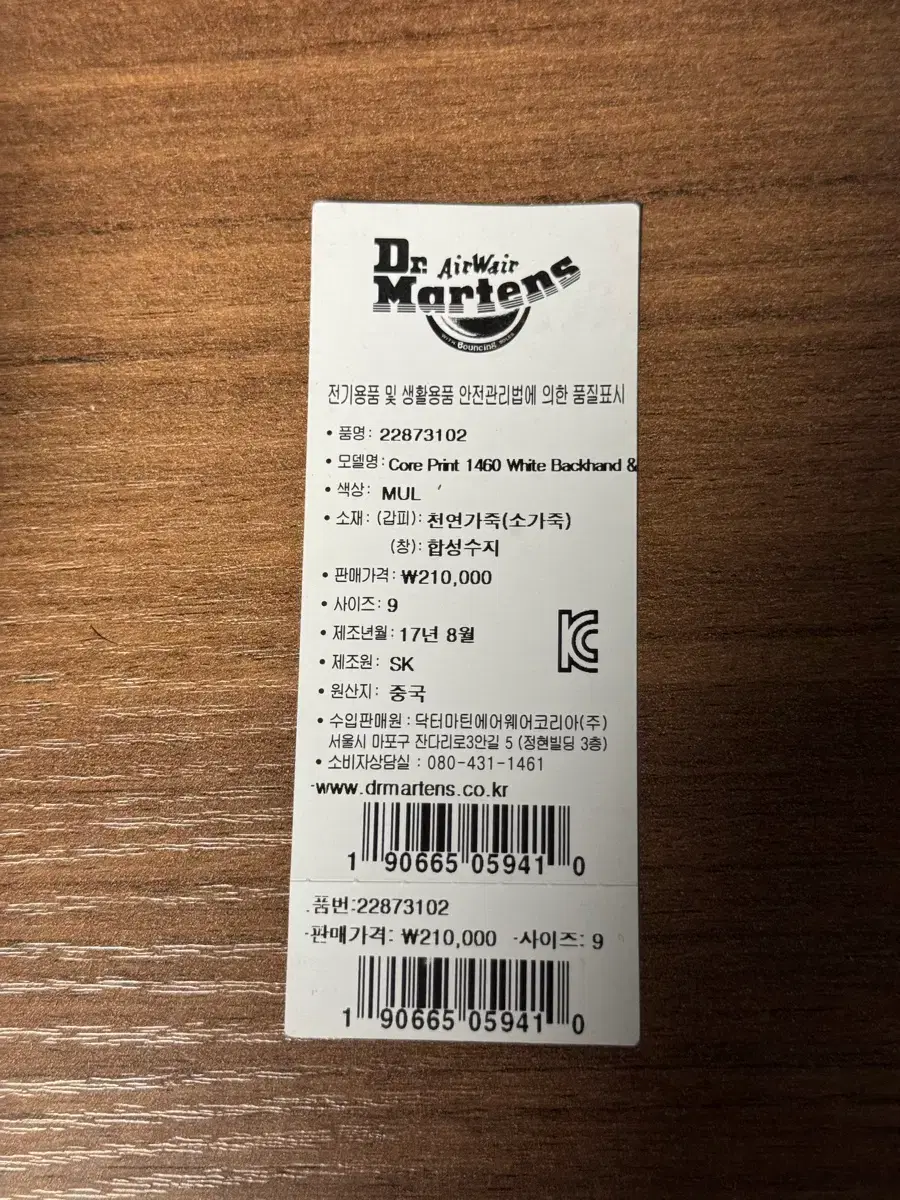 Dr. AirWair
Martens
WITH Bouncing SOLES
전기용품 및 생활용품 안전관리법에 의한 품질표시
• 품명: 22873102
• 모델명: Core Print 1460 White Backhand &
• 색상: MUL
• 소재: (갑피): 천연가죽(소가죽)
(창): 합성수지
• 판매가격: ₩210,000
• 사이즈: 9
• 제조년월: 17년 8월
• 제조원: SK
• 원산지: 중국
• 수입판매원 : 닥터마틴에어웨어코리아(주)
서울시 마포구 잔다리로3안길 5 (정현빌딩 3층)
• 소비자상담실 : 080-431-1461
-www.drmartens.co.kr
1 90665 05941 0
.품번:22873102
-판매가격: ₩210,000 -사이즈: 9
1 90665 05941 0